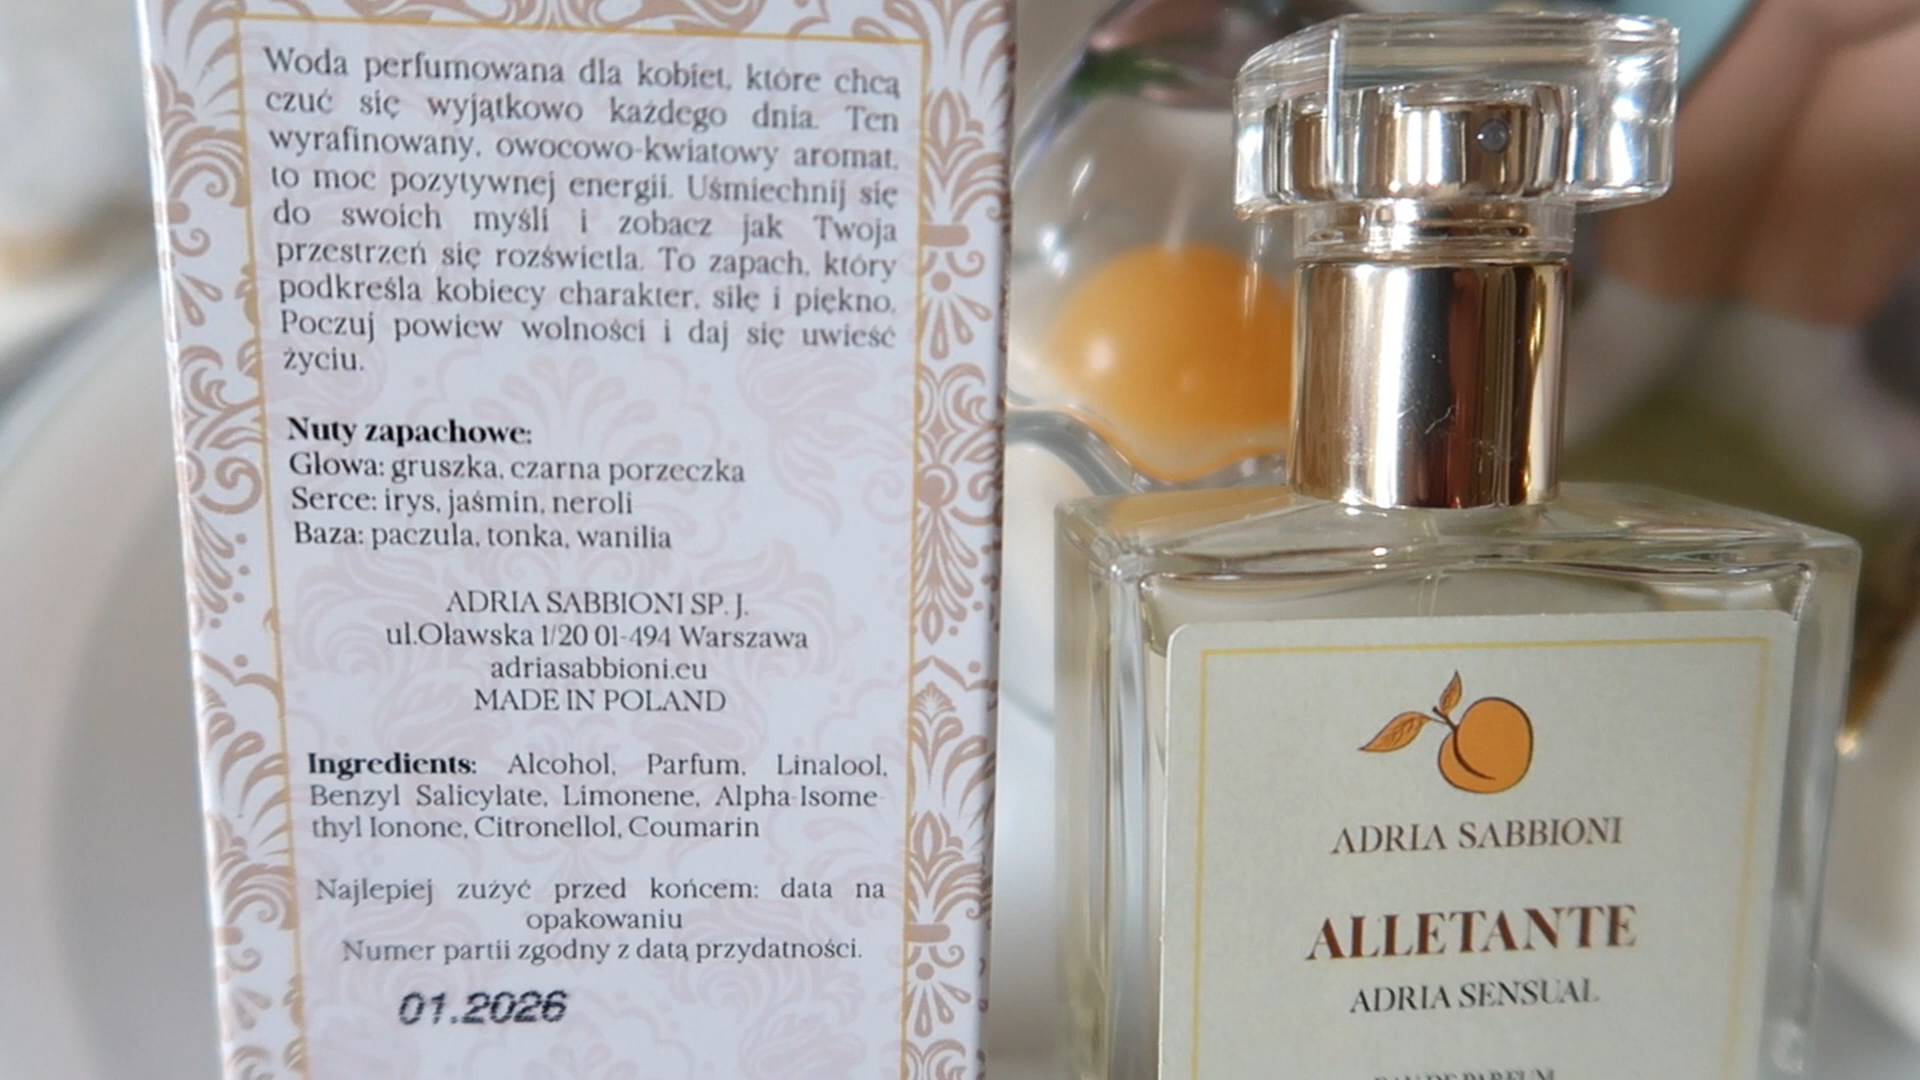 Woda perfumowana dla kobiet, które chcą
czuć się wyjątkowo każdego dnia. Ten
wyrafinowany, owocowo-kwiatowy aromat,
to moc pozytywnej energii. Uśmiechnij się
do swoich myśli i zobacz jak Twoja
przestrzeń się rozświetla. To zapach, który
podkreśla kobiecy charakter, siłę i piękno.
Poczuj powiew wolności i daj się uwieść
życiu.
Nuty zapachowe:
Głowa: gruszka, czarna porzeczka
Serce: irys, jaśmin, neroli
Baza: paczula, tonka, wanilia
ADRIA SABBIONI SP. J.
ul.Oławska 1/20 01-494 Warszawa
adriasabbioni.eu
MADE IN POLAND
Ingredients: Alcohol, Parfum, Linalool,
Benzyl Salicylate, Limonene, Alpha-Isome-
thyl Ionone, Citronellol, Coumarin
Najlepiej zużyć przed końcem: data na
opakowaniu
Numer partii zgodny z datą przydatności.
01.2026
ADRIA SABBIONI
ALLETANTE
ADRIA SENSUAL
EAU DE PARFUM